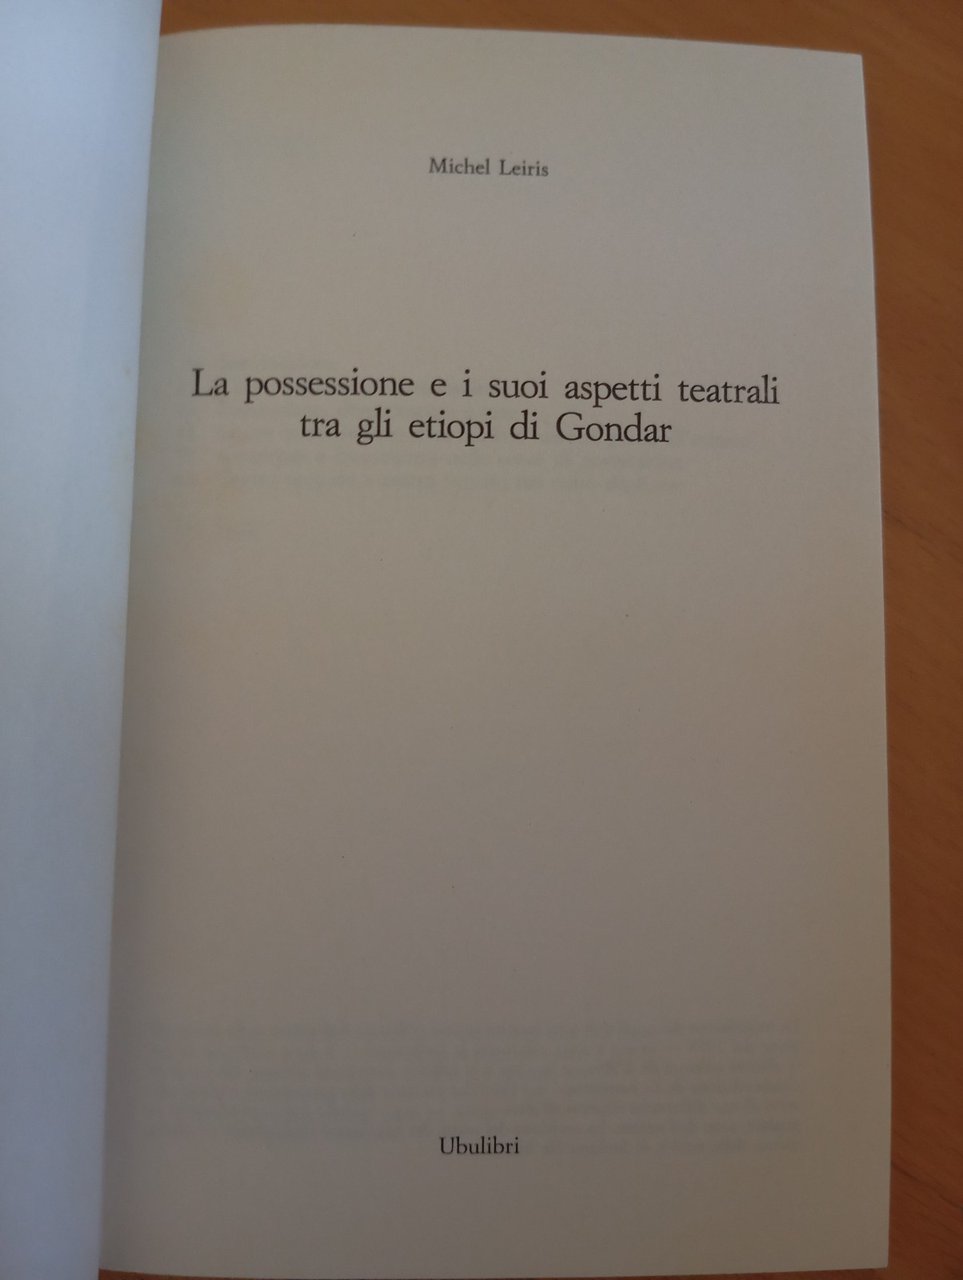 Michel Leiris
La possessione e i suoi aspetti teatrali
tra gli etiopi di Gondar
Ubulibri